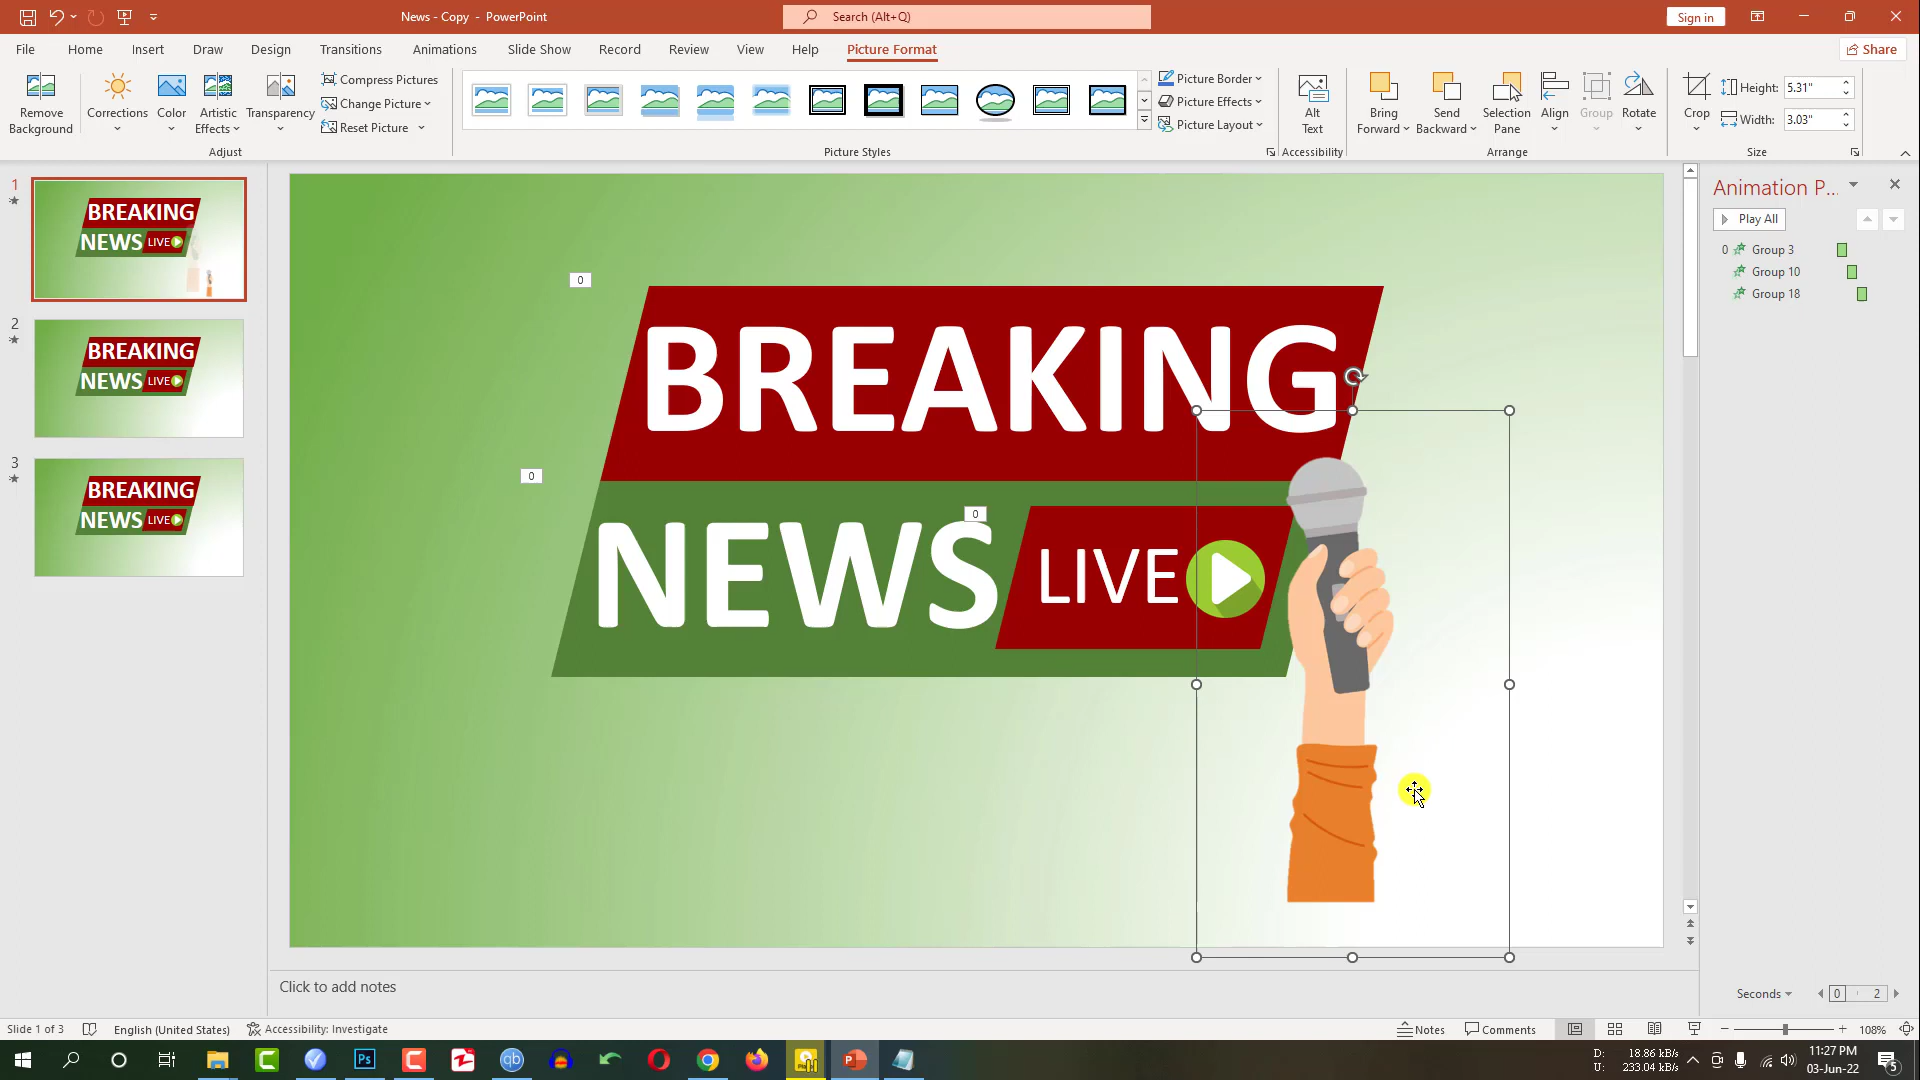 News - Copy - PowerPoint
Search (Alt+Q)
Sign in
File Home Insert Draw Design Transitions Animations Slide Show Record Review View Help Picture Format
Share
Remove Background
Corrections
Color
Artistic Effects
Transparency
Compress Pictures
Change Picture
Reset Picture
Adjust
Picture Styles
Picture Border
Picture Effects
Picture Layout
Alt Text
Accessibility
Bring Forward
Send Backward
Selection Pane
Align
Group
Rotate
Arrange
Crop
Height: 5.31"
Width: 3.03"
Size
1
BREAKING
NEWS LIVE
2
BREAKING
NEWS LIVE
3
BREAKING
NEWS LIVE
0
BREAKING
0
0
NEWS LIVE
Animation P...
Play All
0 Group 3
Group 10
Group 18
Seconds 0 2
Click to add notes
Slide 1 of 3
English (United States)
Accessibility: Investigate
Notes
Comments
108%
Ps
qb
P
D: 18.86 kB/s
U: 233.04 kB/s
11:27 PM
03-Jun-22
5